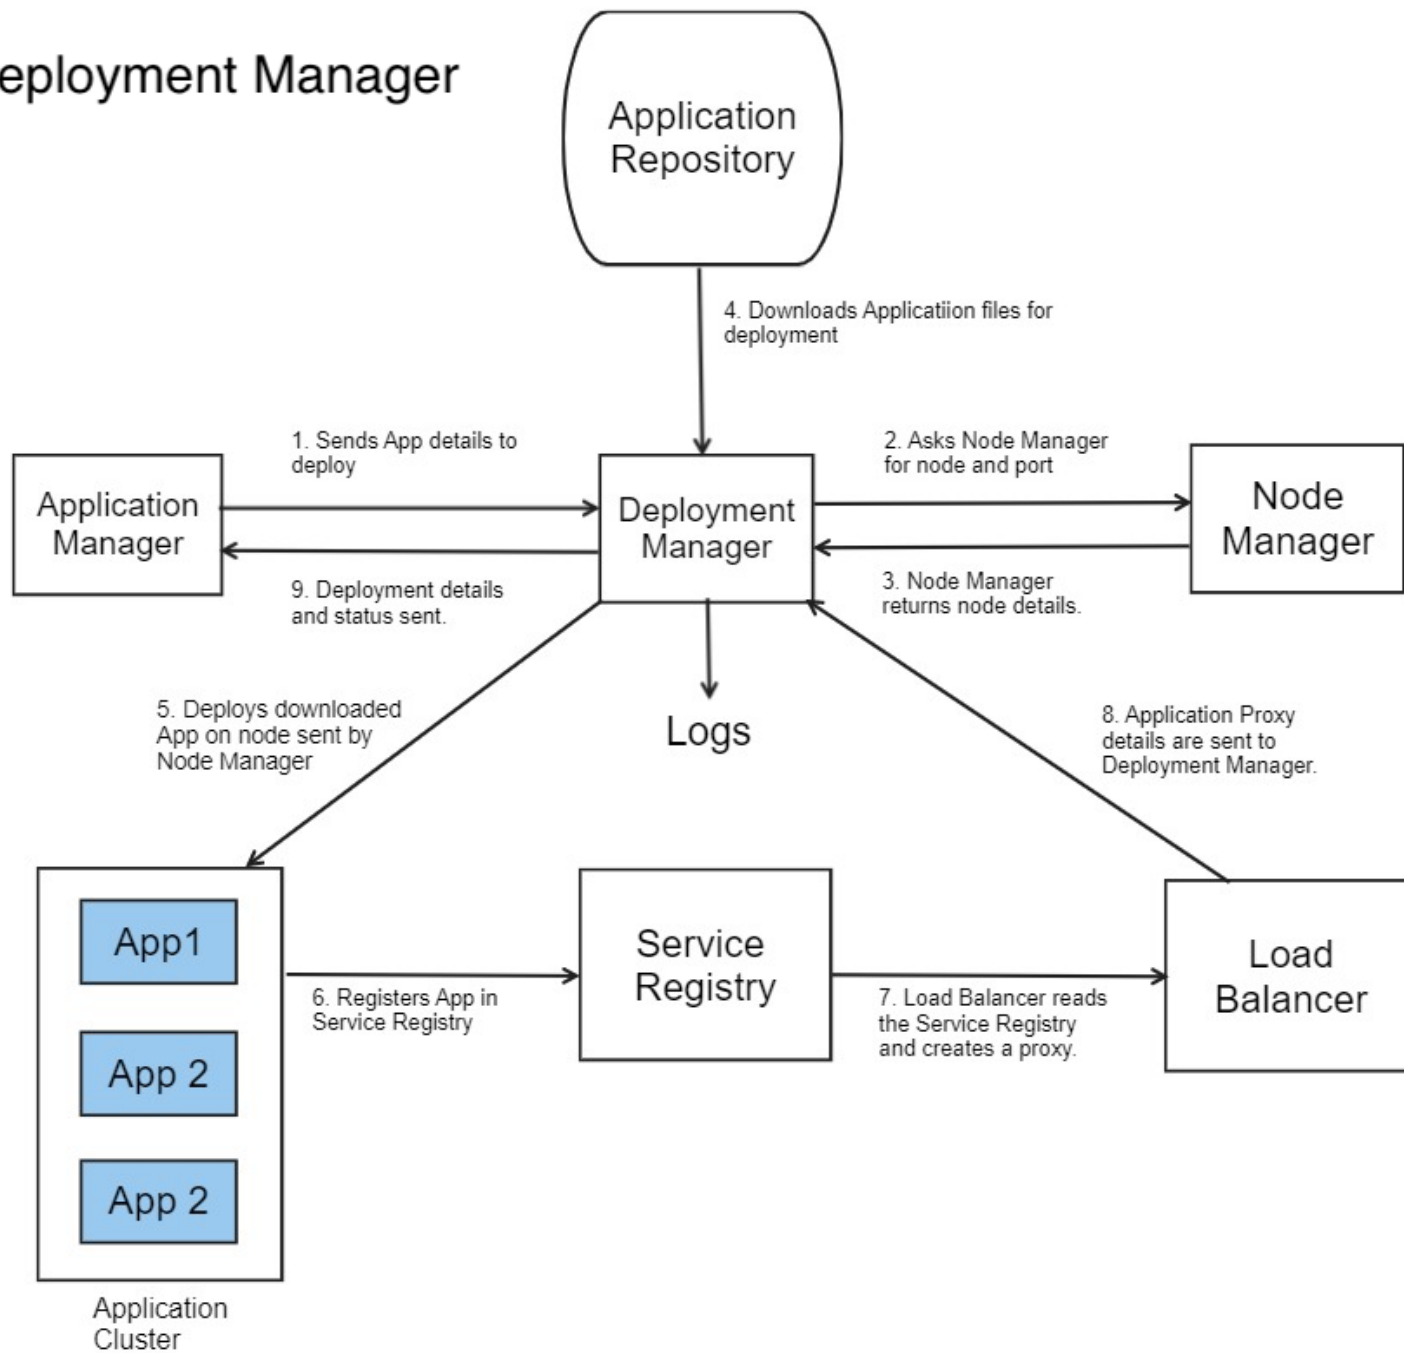 eployment Manager
Application
Repository
4. Downloads Applicatiion files for
deployment
1. Sends App details to
deploy
2. Asks Node Manager
for node and port
Application
Manager
Deployment
Manager
Node
Manager
9. Deployment details
and status sent.
3. Node Manager
returns node details.
5. Deploys downloaded
App on node sent by
Node Manager
Logs
8. Application Proxy
details are sent to
Deployment Manager.
App1
App 2
App 2
6. Registers App in
Service Registry
Service
Registry
7. Load Balancer reads
the Service Registry
and creates a proxy.
Load
Balancer
Application
Cluster